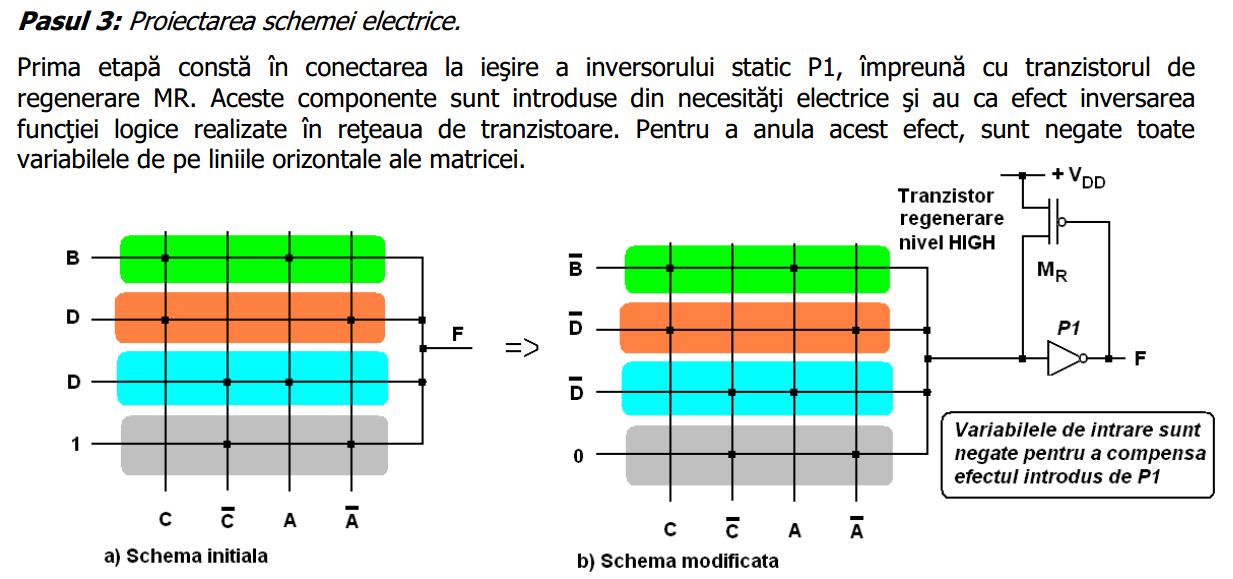 Pasul 3: Proiectarea schemei electrice.
Prima etapă constă în conectarea la ieşire a inversorului static P1, împreună cu tranzistorul de
regenerare MR. Aceste componente sunt introduse din necesităţi electrice şi au ca efect inversarea
funcţiei logice realizate în reţeaua de tranzistoare. Pentru a anula acest efect, sunt negate toate
variabilele de pe liniile orizontale ale matricei.
B
D
D
1
F
C C̅ A A̅
a) Schema initiala
=>
B̅
D̅
D̅
0
C C̅ A A̅
b) Schema modificata
+ VDD
Tranzistor
regenerare
nivel HIGH
MR
P1
F
Variabilele de intrare sunt
negate pentru a compensa
efectul introdus de P1